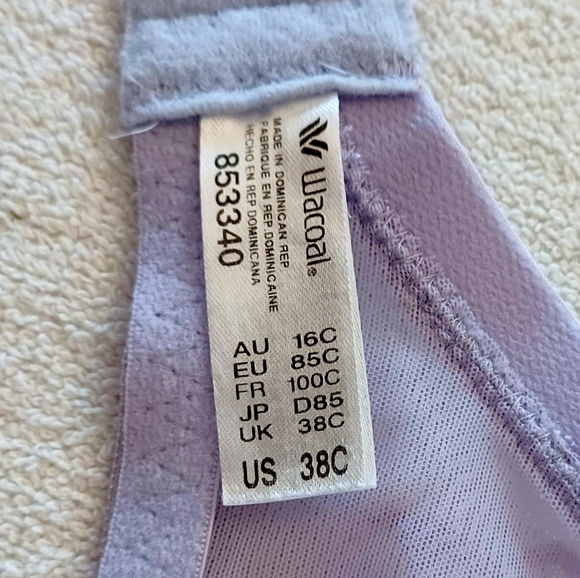 Wacoal®
MADE IN DOMINICAN REP
FABRIQUE EN REP. DOMINICAINE
HECHO EN REP DOMINICANA
853340
AU 16C
EU 85C
FR 100C
JP D85
UK 38C
US 38C